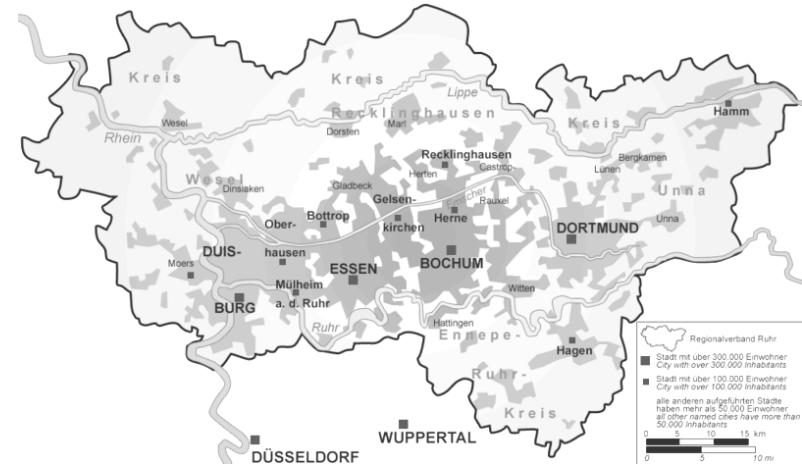 Kreis
Kreis
Recklinghausen
Lippe
Kreis
Hamm
Wesel
Rhein
Dorsten
Marl
Recklinghausen
Castrop
Bergkamen
Lünen
Wesel
Dinslaken
Gladbeck
Herten
Unna
Gelsen-
Emscher
Rauxel
Ober-
Bottrop
kirchen
Herne
Unna
DORTMUND
DUIS-
hausen
BOCHUM
Moers
ESSEN
Mülheim
a. d. Ruhr
BURG
Witten
Ruhr
Hattingen
Ennepe-
Hagen
Ruhr-
Kreis
WUPPERTAL
DÜSSELDORF
Regionalverband Ruhr
Stadt mit über 300.000 Einwohner
City with over 300.000 Inhabitants
Stadt mit über 100.000 Einwohner
City with over 100.000 Inhabitants
alle anderen aufgeführten Städte
haben mehr als 50.000 Einwohner
all other named cities have more than
50.000 Inhabitants
0 5 10 15 km
0 5 10 mi